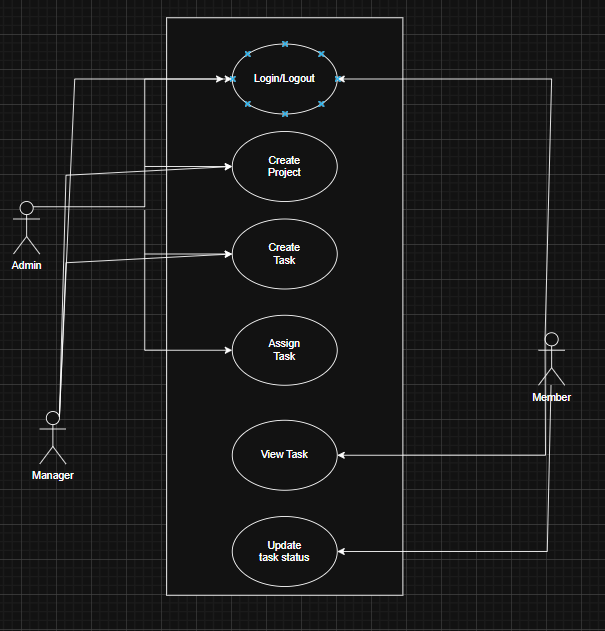 Login/Logout
Create
Project
Admin
Create
Task
Assign
Task
Member
View Task
Manager
Update
task status